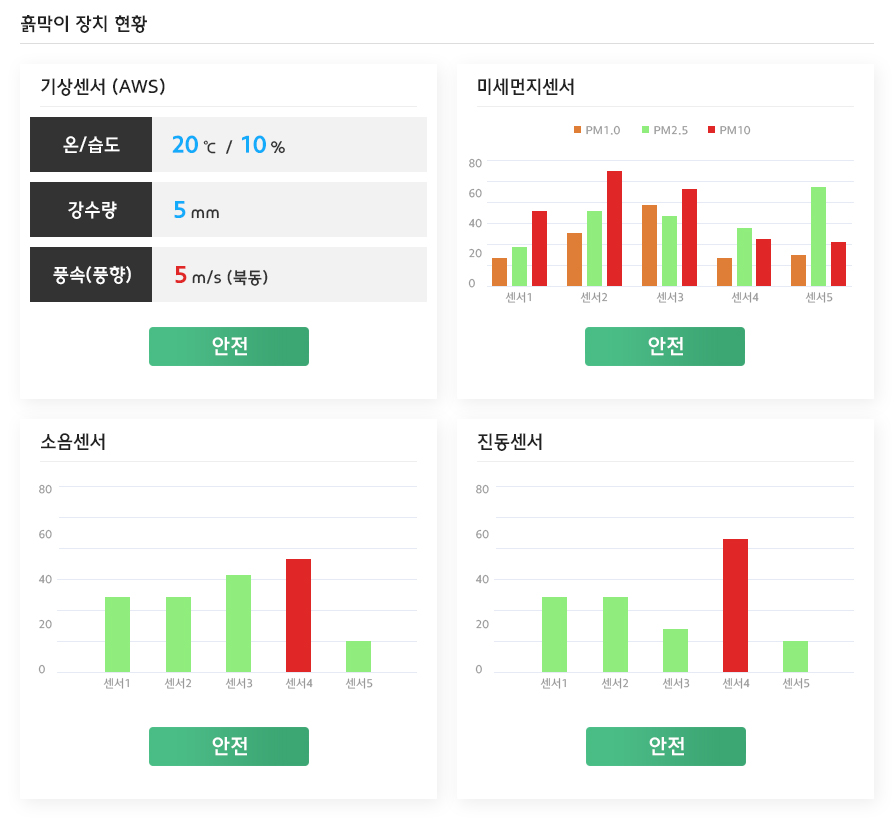 흙막이 장치 현황
기상센서 (AWS)
온/습도 20 ℃ / 10 %
강수량 5 mm
풍속(풍향) 5 m/s (북동)
안전
미세먼지센서
PM1.0 PM2.5 PM10
80
60
40
20
0
센서1 센서2 센서3 센서4 센서5
안전
소음센서
80
60
40
20
0
센서1 센서2 센서3 센서4 센서5
안전
진동센서
80
60
40
20
0
센서1 센서2 센서3 센서4 센서5
안전